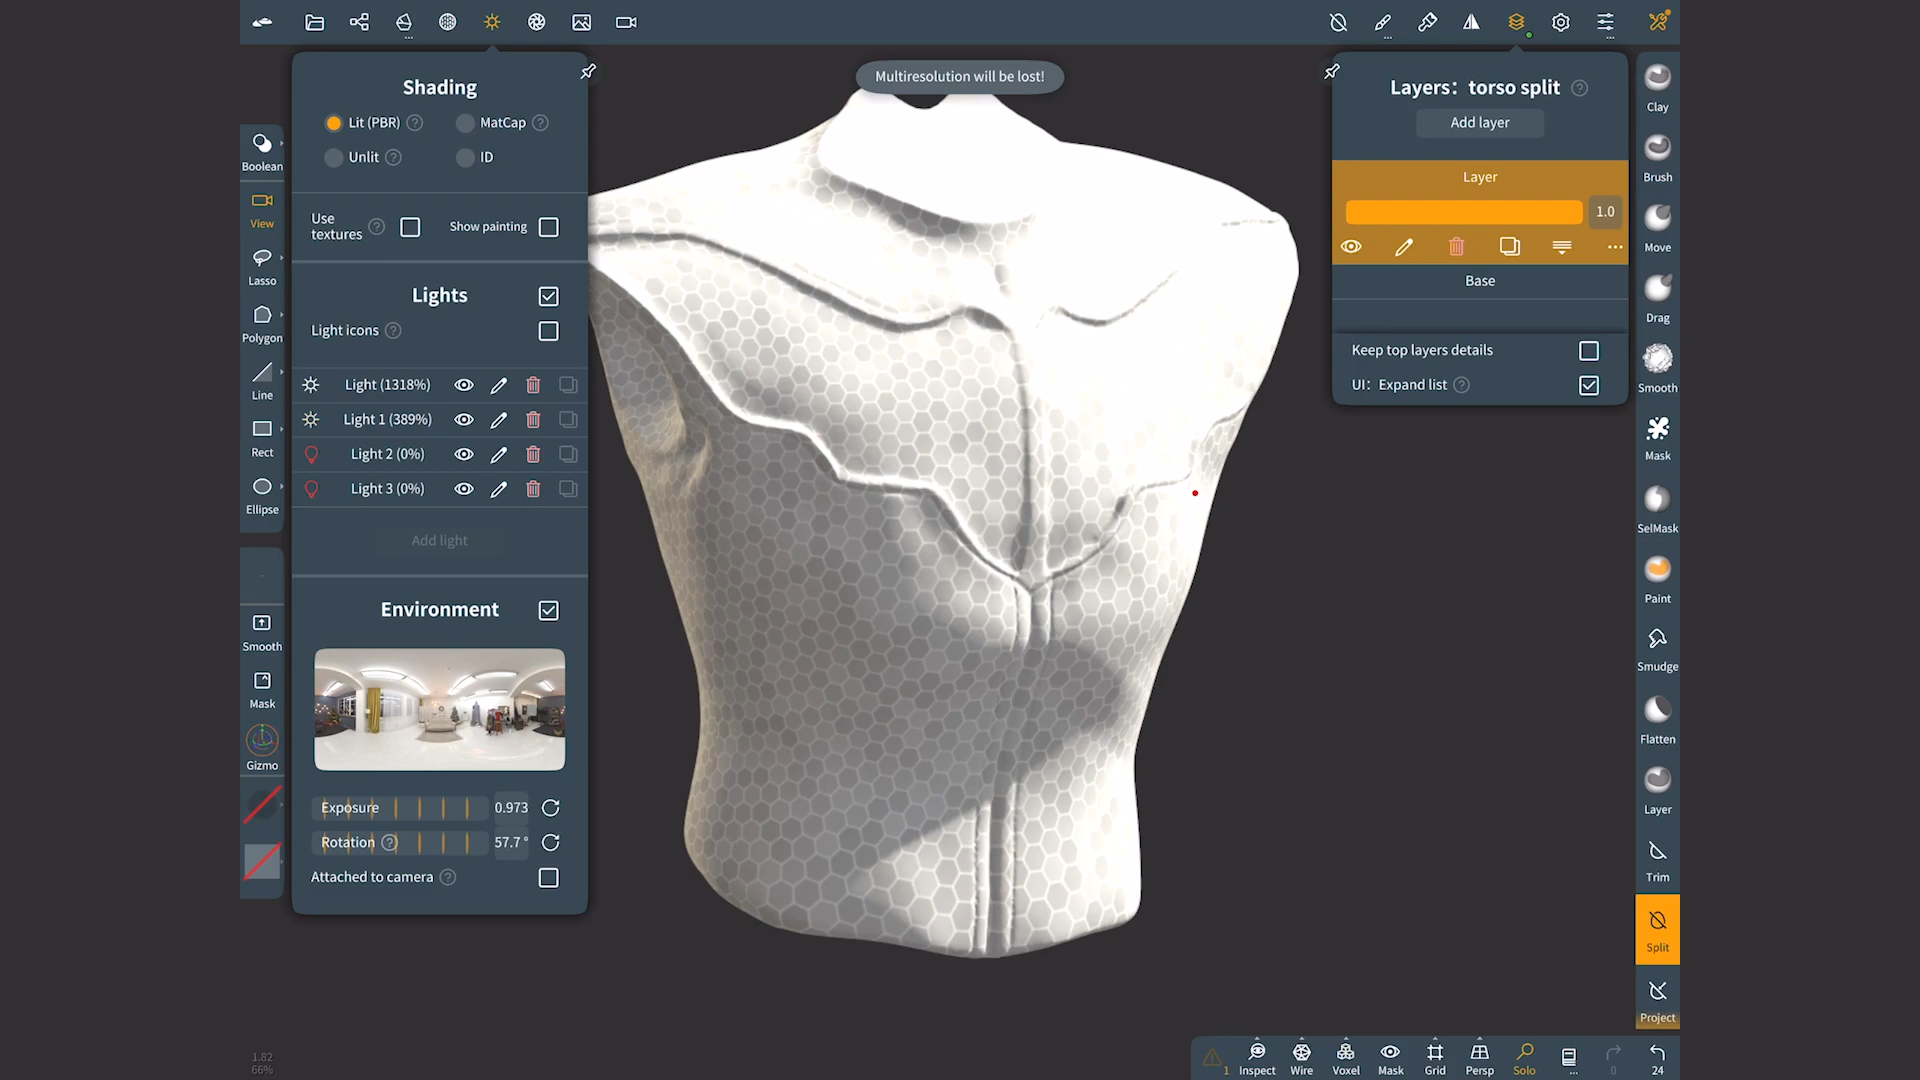 Multiresolution will be lost!
Boolean
View
Lasso
Polygon
Line
Rect
Ellipse
Smooth
Mask
Gizmo
Shading
Lit (PBR) ?
MatCap ?
Unlit ?
ID
Use textures ?
Show painting
Lights
Light icons ?
Light (1318%)
Light 1 (389%)
Light 2 (0%)
Light 3 (0%)
Add light
Environment
Exposure 0.973
Rotation ? 57.7 °
Attached to camera ?
Layers: torso split ?
Add layer
Layer
1.0
Base
Keep top layers details
UI: Expand list ?
Clay
Brush
Move
Drag
Smooth
Mask
SelMask
Paint
Smudge
Flatten
Layer
Trim
Split
Project
1.82
66%
1
Inspect
Wire
Voxel
Mask
Grid
Persp
Solo
0
24